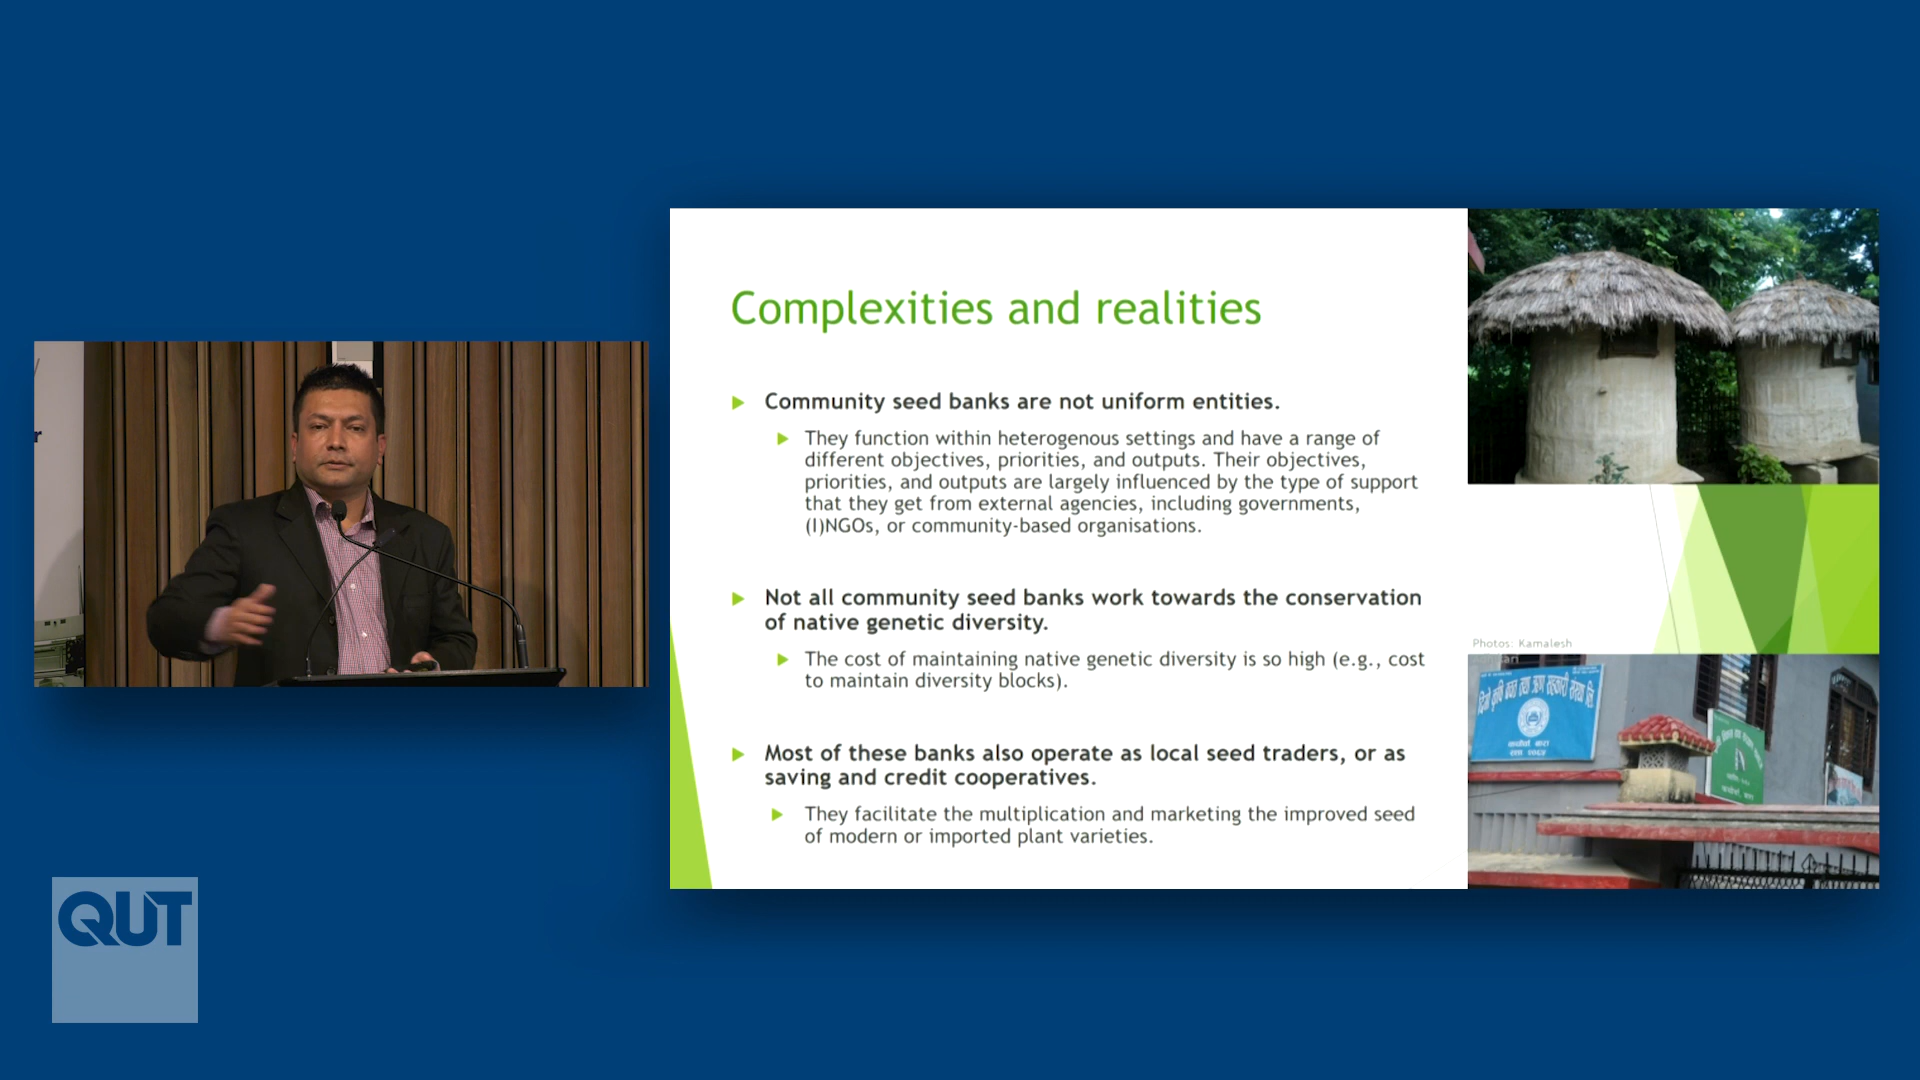 r
QUT
Complexities and realities
Community seed banks are not uniform entities.
They function within heterogenous settings and have a range of
different objectives, priorities, and outputs. Their objectives,
priorities, and outputs are largely influenced by the type of support
that they get from external agencies, including governments,
(I)NGOs, or community-based organisations.
Not all community seed banks work towards the conservation
of native genetic diversity.
The cost of maintaining native genetic diversity is so high (e.g., cost
to maintain diversity blocks).
Most of these banks also operate as local seed traders, or as
saving and credit cooperatives.
They facilitate the multiplication and marketing the improved seed
of modern or imported plant varieties.
Photos: Kamalesh
कृषि बचत तथा ऋण सहकारी संस्था लि.